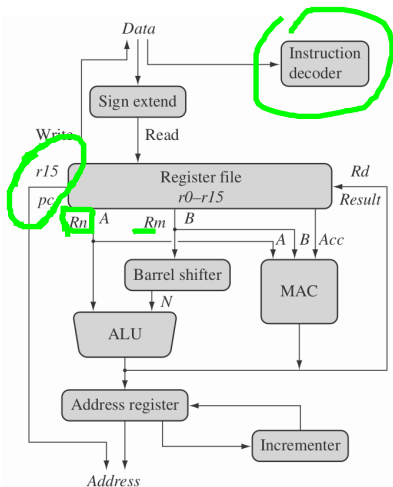 Data
Instruction
decoder
Sign extend
Write
Read
r15
Register file
Rd
pc
r0–r15
Result
Rn A Rm B
A B Acc
Barrel shifter
MAC
N
ALU
Address register
Incrementer
Address